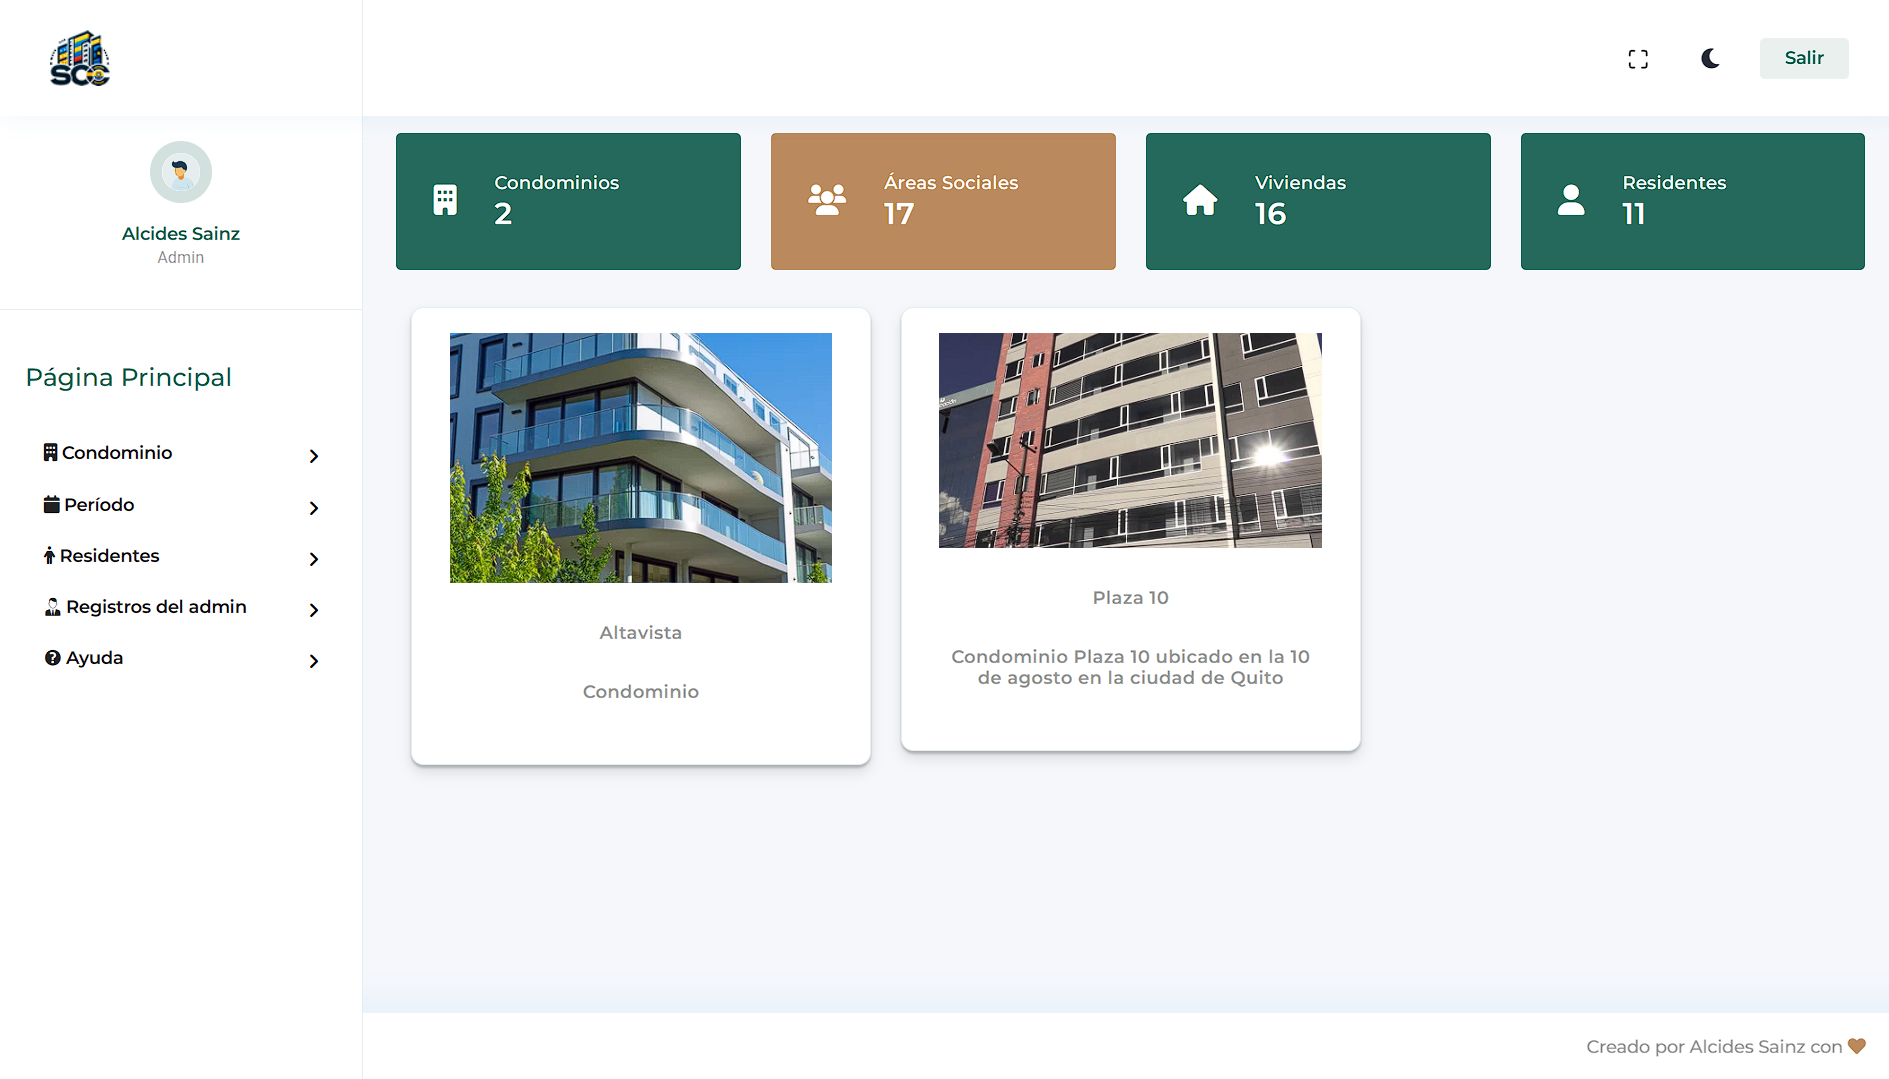 SCC
Salir
Alcides Sainz
Admin
Página Principal
Condominio
Período
Residentes
Registros del admin
Ayuda
Condominios
2
Áreas Sociales
17
Viviendas
16
Residentes
11
Altavista
Condominio
Plaza 10
Condominio Plaza 10 ubicado en la 10
de agosto en la ciudad de Quito
Creado por Alcides Sainz con